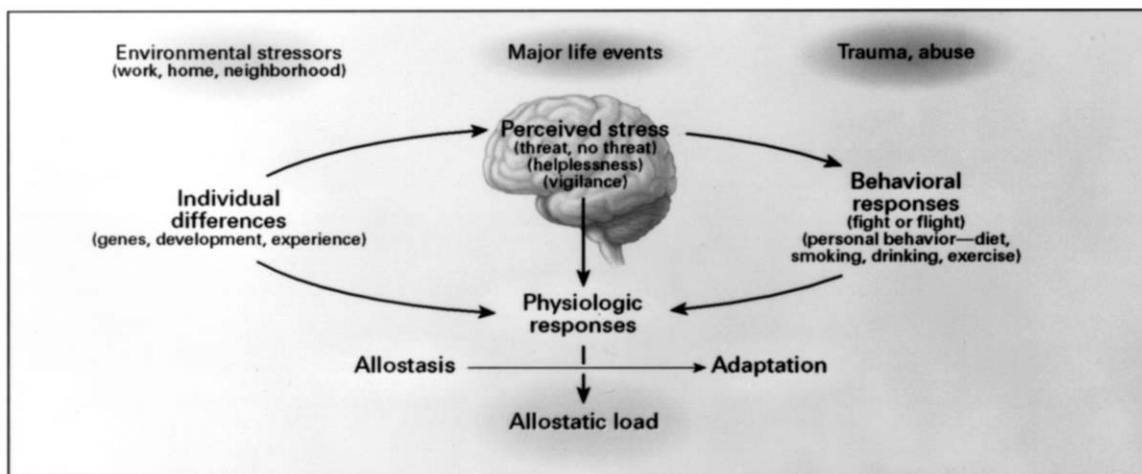 Environmental stressors
(work, home, neighborhood)
Major life events
Trauma, abuse
Perceived stress
(threat, no threat)
(helplessness)
(vigilance)
Individual
differences
(genes, development, experience)
Behavioral
responses
(fight or flight)
(personal behavior—diet,
smoking, drinking, exercise)
Physiologic
responses
Allostasis
Adaptation
Allostatic load